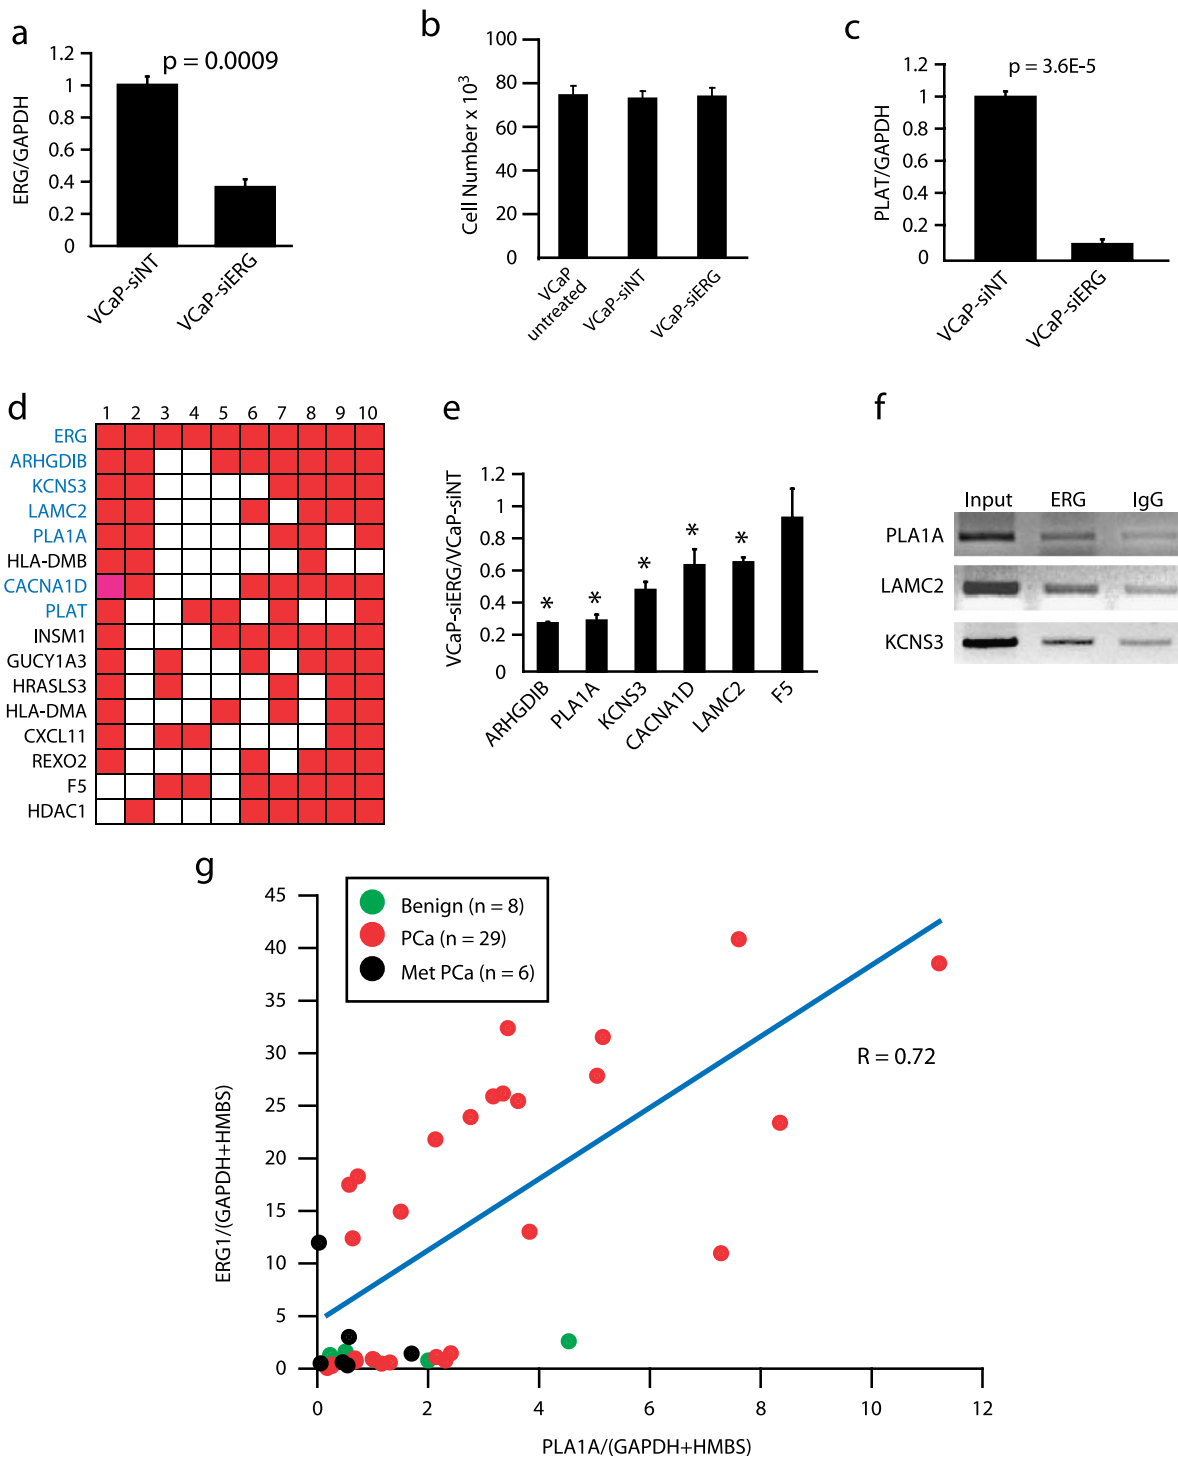 a
p = 0.0009
1.2
1
0.8
0.6
0.4
0.2
0
ERG/GAPDH
VCaP-siNT
VCaP-siERG
b
100
80
60
40
20
0
Cell Number x 10³
VCaP
untreated
VCaP-siNT
VCaP-siERG
c
p = 3.6E-5
1.2
1
0.8
0.6
0.4
0.2
0
PLAT/GAPDH
VCaP-siNT
VCaP-siERG
d
1 2 3 4 5 6 7 8 9 10
ERG
ARHGDIB
KCNS3
LAMC2
PLA1A
HLA-DMB
CACNA1D
PLAT
INSM1
GUCY1A3
HRASLS3
HLA-DMA
CXCL11
REXO2
F5
HDAC1
e
1.2
1
0.8
0.6
0.4
0.2
0
VCaP-siERG/VCaP-siNT
* * * * *
ARHGDIB
PLA1A
KCNS3
CACNA1D
LAMC2
F5
f
Input ERG IgG
PLA1A
LAMC2
KCNS3
g
Benign (n = 8)
PCa (n = 29)
Met PCa (n = 6)
45
40
35
30
25
20
15
10
5
0
ERG1/(GAPDH+HMBS)
R = 0.72
0 2 4 6 8 10 12
PLA1A/(GAPDH+HMBS)